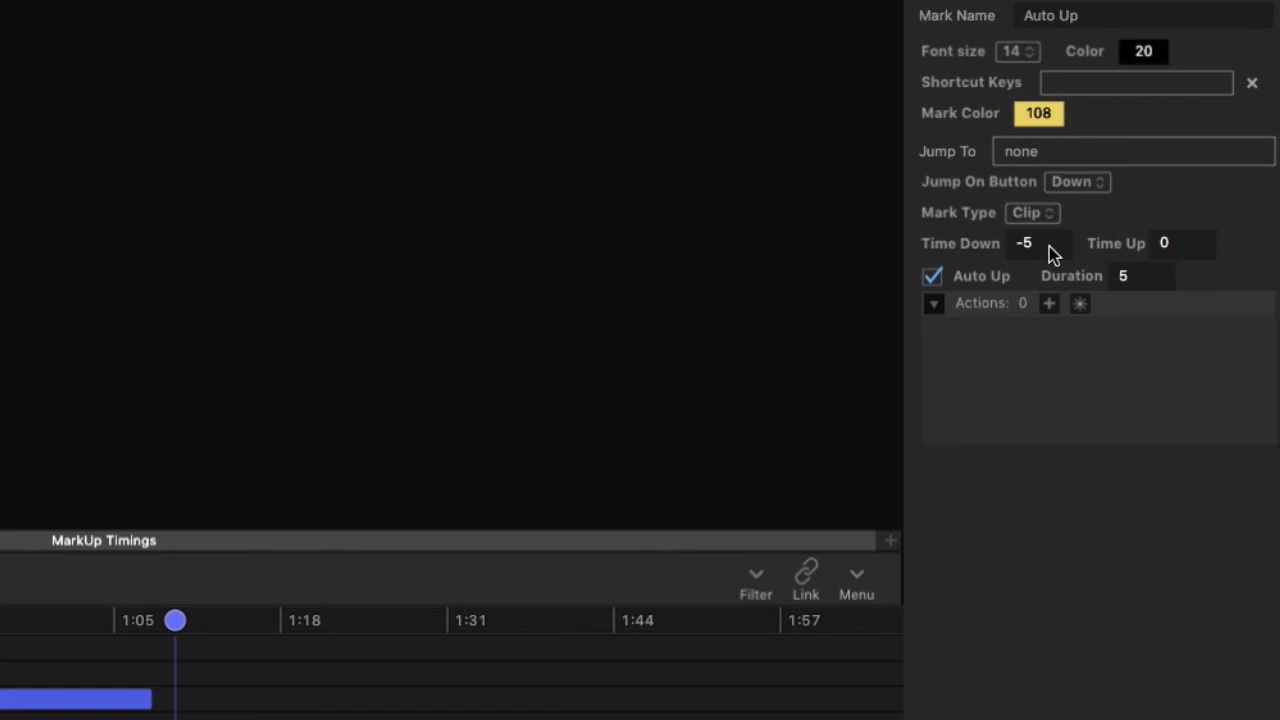 Mark Name Auto Up
Font size 14 Color 20
Shortcut Keys
Mark Color 108
Jump To none
Jump On Button Down
Mark Type Clip
Time Down -5 Time Up 0
Auto Up Duration 5
Actions: 0
MarkUp Timings
Filter Link Menu
1:05 1:18 1:31 1:44 1:57